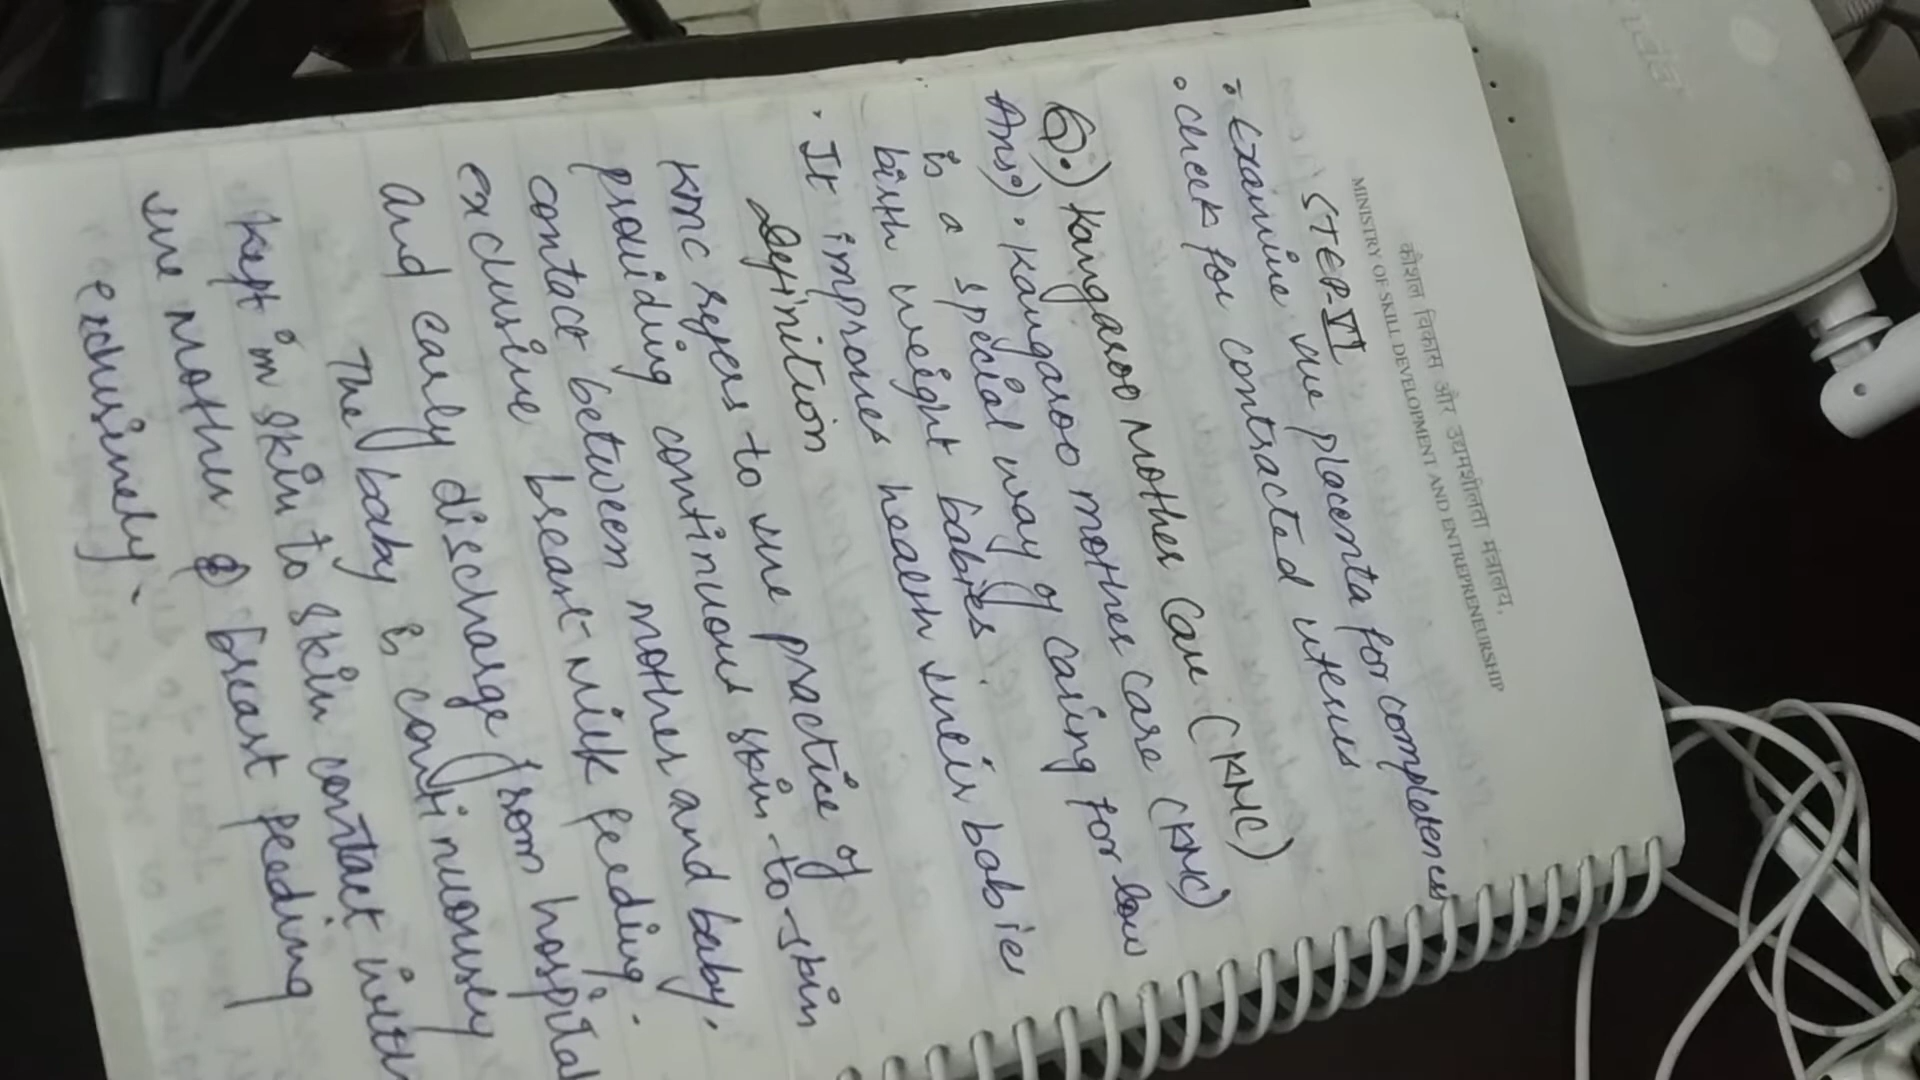 कौशल विकास और उद्यमशीलता मंत्रालय,
MINISTRY OF SKILL DEVELOPMENT AND ENTREPRENEURSHIP
STEP-VI
• Examine the placenta for completeness
• check for contracted uterus
Q.) Kangaroo Mother Care (KMC)
Ans:) • Kangaroo mother care (KMC)
is a special way of caring for low
birth weight babies.
• It improves health their babies
Definition
KMC refers to the practice of
providing continuous skin-to-skin
contact between mother and baby,
exclusive breast-milk feeding.
and early discharge from hospital
The baby is continuously
kept in skin to skin contact with
the mother & breast feeding
exclusively.